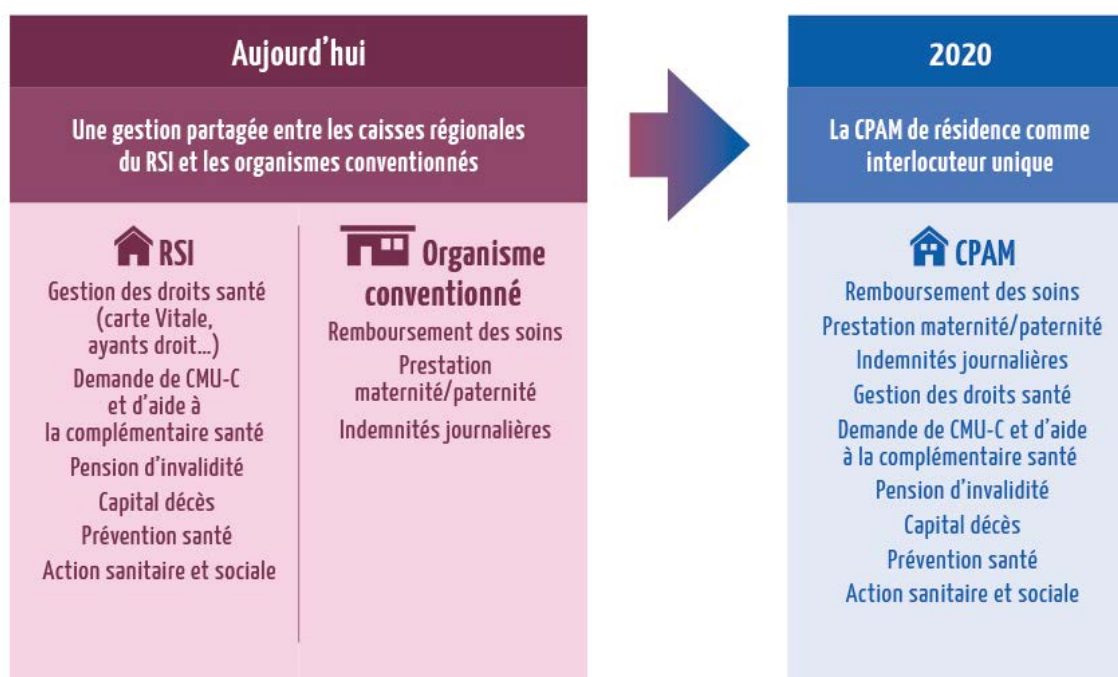 Aujourd'hui
Une gestion partagée entre les caisses régionales
du RSI et les organismes conventionnés
RSI
Gestion des droits santé
(carte Vitale,
ayants droit...)
Demande de CMU-C
et d'aide à
la complémentaire santé
Pension d'invalidité
Capital décès
Prévention santé
Action sanitaire et sociale
Organisme
conventionné
Remboursement des soins
Prestation
maternité/paternité
Indemnités journalières
2020
La CPAM de résidence comme
interlocuteur unique
CPAM
Remboursement des soins
Prestation maternité/paternité
Indemnités journalières
Gestion des droits santé
Demande de CMU-C et d'aide
à la complémentaire santé
Pension d'invalidité
Capital décès
Prévention santé
Action sanitaire et sociale